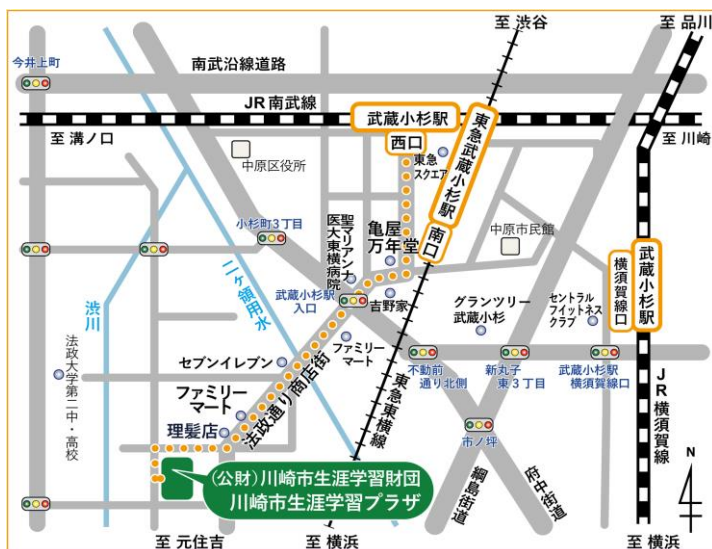 至 渋谷
至 品川
今井上町
南武沿線道路
JR南武線
武蔵小杉駅
西口
至 溝ノ口
至 川崎
東急武蔵小杉駅
南口
東急
スクエア
中原区役所
小杉町3丁目
聖マリアンナ
医大東横病院
亀屋
万年堂
中原市民館
武蔵小杉駅
横須賀線口
二ヶ領用水
渋川
武蔵小杉駅
入口
吉野家
グランツリー
武蔵小杉
セントラル
フィットネス
クラブ
ファミリー
マート
セブンイレブン
法政通り商店街
不動前
通り北側
新丸子
東3丁目
武蔵小杉駅
横須賀線口
法政大学第二中・高校
ファミリー
マート
理髪店
東急東横線
JR横須賀線
市ノ坪
(公財)川崎市生涯学習財団
川崎市生涯学習プラザ
綱島街道
府中街道
N
至 元住吉
至 横浜
至 横浜